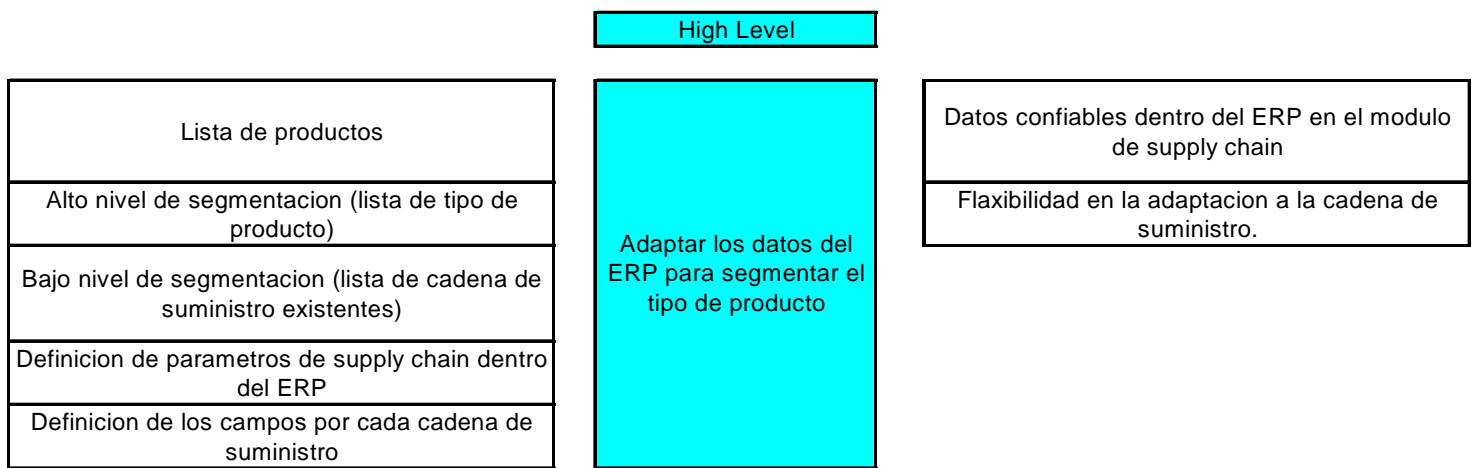 High Level
Lista de productos
Alto nivel de segmentacion (lista de tipo de
producto)
Bajo nivel de segmentacion (lista de cadena de
suministro existentes)
Definicion de parametros de supply chain dentro
del ERP
Definicion de los campos por cada cadena de
suministro
Adaptar los datos del
ERP para segmentar el
tipo de producto
Datos confiables dentro del ERP en el modulo
de supply chain
Flaxibilidad en la adaptacion a la cadena de
suministro.